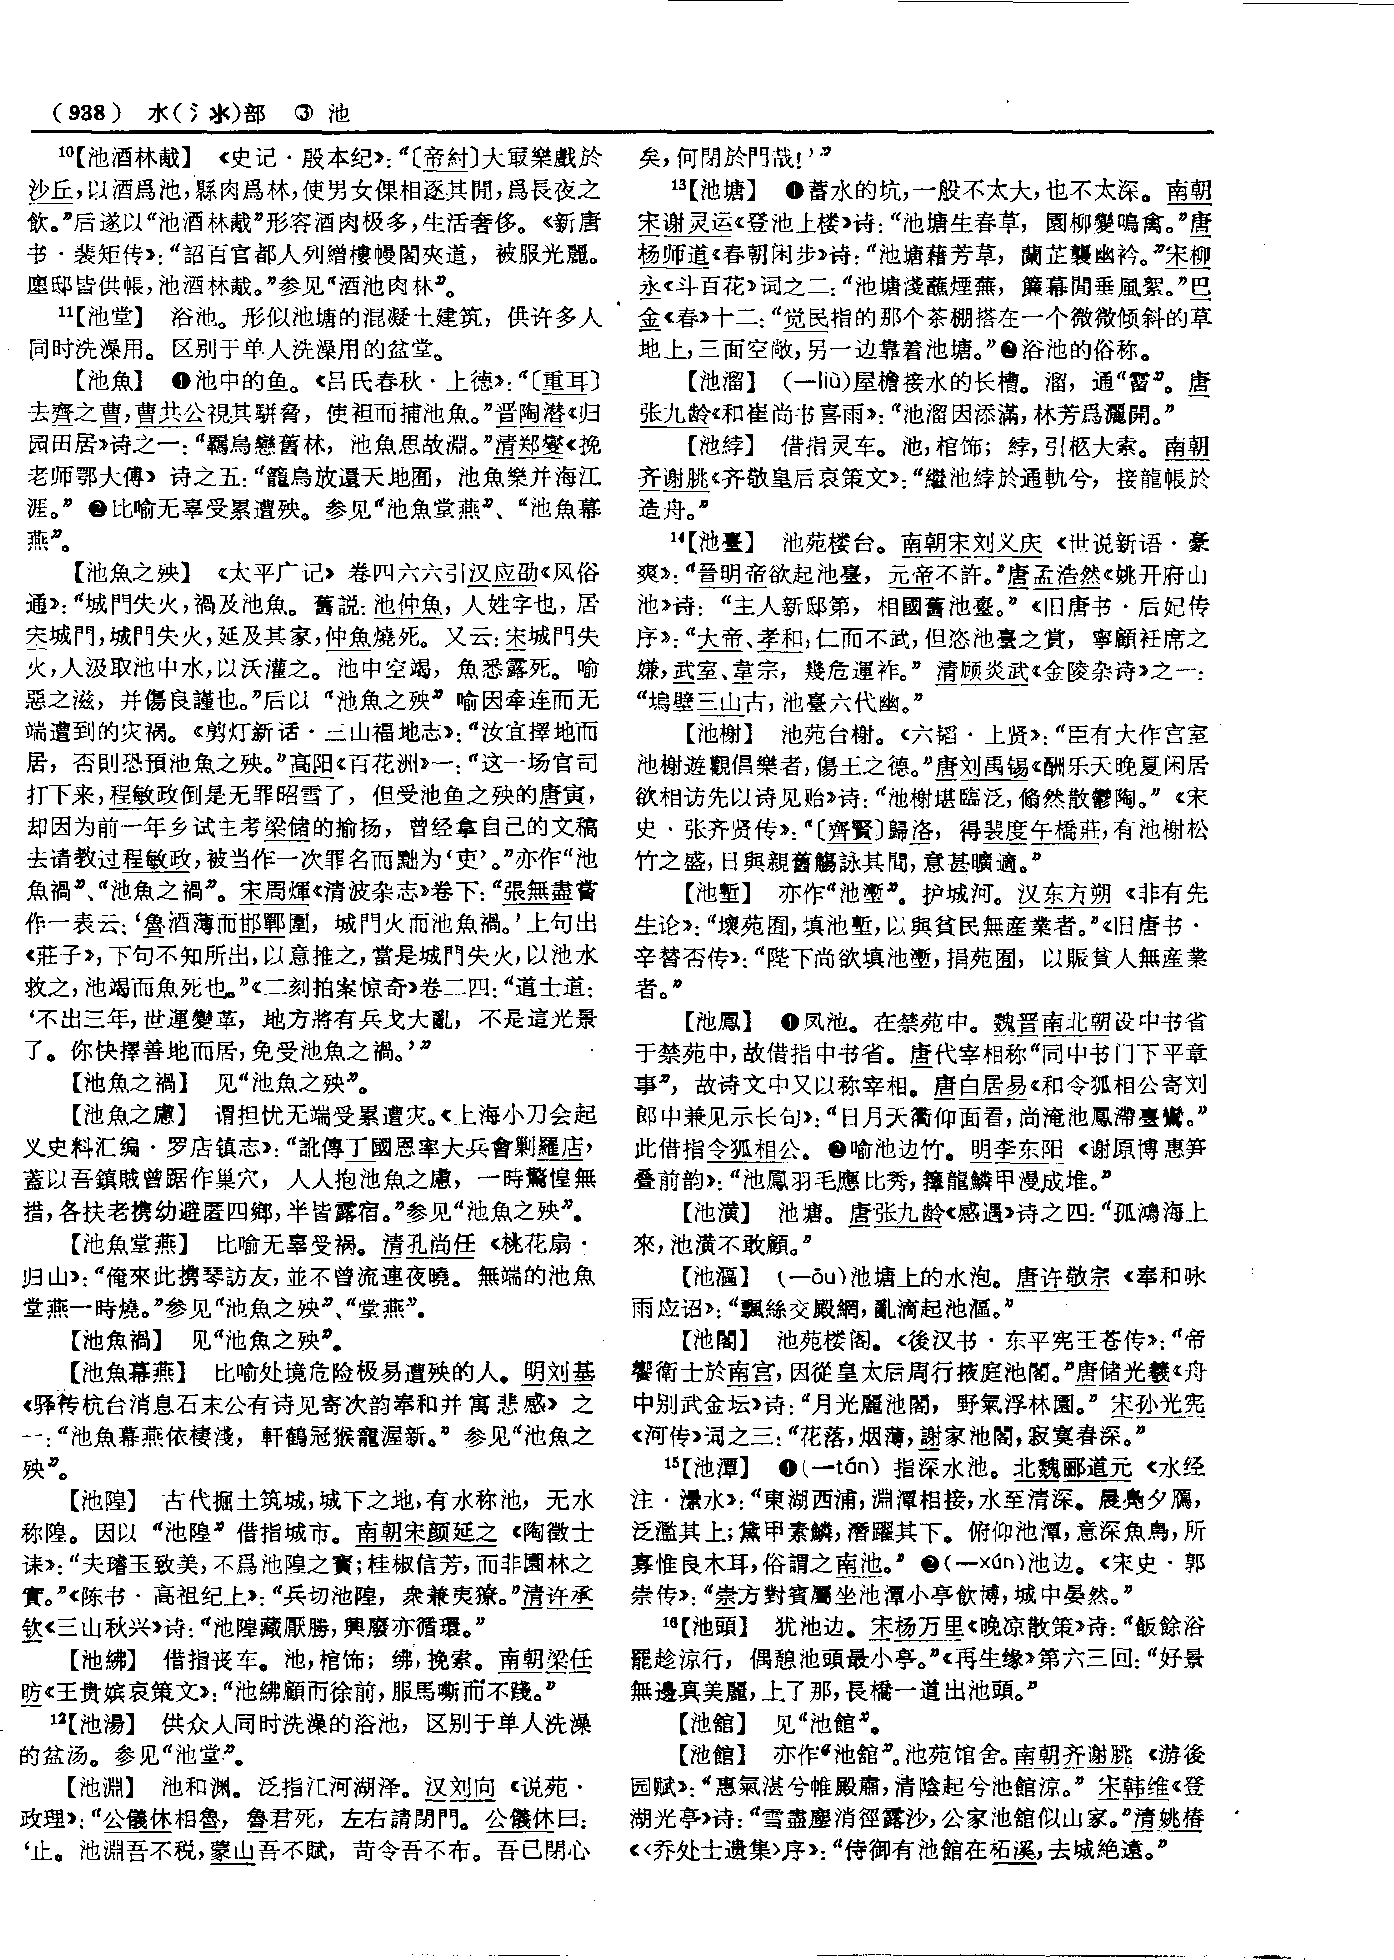 （938） 水(氵氺)部 ③ 池
¹⁰【池酒林胾】 《史记·殷本纪》：“〔帝紂〕大冣樂戲於
沙丘，以酒爲池，縣肉爲林，使男女倮相逐其閒，爲長夜之
飲。”后遂以“池酒林胾”形容酒肉极多，生活奢侈。《新唐
书·裴矩传》：“詔百官都人列繒樓幔閣夾道，被服光麗。
廛邸皆供帳，池酒林胾。”参见“酒池肉林”。
¹¹【池堂】 浴池。形似池塘的混凝土建筑，供许多人
同时洗澡用。区别于单人洗澡用的盆堂。
【池魚】 ❶池中的鱼。《吕氏春秋·上德》：“〔重耳〕
去齊之曹，曹共公視其駢脅，使袒而捕池魚。”晋陶潜《归
园田居》诗之一：“羈鳥戀舊林，池魚思故淵。”清郑燮《挽
老师鄂大傅》诗之五：“籠鳥放還天地囿，池魚樂并海江
涯。” ❷比喻无辜受累遭殃。参见“池魚堂燕”、“池魚幕
燕”。
【池魚之殃】 《太平广记》卷四六六引汉应劭《风俗
通》：“城門失火，禍及池魚。舊説：池仲魚，人姓字也，居
宋城門，城門失火，延及其家，仲魚燒死。又云：宋城門失
火，人汲取池中水，以沃灌之。池中空竭，魚悉露死。喻
惡之滋，并傷良謹也。”后以“池魚之殃”喻因牵连而无
端遭到的灾祸。《剪灯新话·三山福地志》：“汝宜擇地而
居，否則恐預池魚之殃。”高阳《百花洲》一：“这一场官司
打下来，程敏政倒是无罪昭雪了，但受池鱼之殃的唐寅，
却因为前一年乡试主考梁储的揄扬，曾经拿自己的文稿
去请教过程敏政，被当作一次罪名而黜为‘吏’。”亦作“池
魚禍”、“池魚之禍”。宋周煇《清波杂志》卷下：“張無盡嘗
作一表云：‘魯酒薄而邯鄲圍，城門火而池魚禍。’上句出
《莊子》，下句不知所出，以意推之，當是城門失火，以池水
救之，池竭而魚死也。”《二刻拍案惊奇》卷二四：“道士道：
‘不出三年，世運變革，地方將有兵戈大亂，不是這光景
了。你快擇善地而居，免受池魚之禍。’”
【池魚之禍】 见“池魚之殃”。
【池魚之慮】 谓担忧无端受累遭灾。《上海小刀会起
义史料汇编·罗店镇志》：“訛傳丁國恩率大兵會剿羅店，
蓋以吾鎮賊曾踞作巢穴，人人抱池魚之慮，一時驚惶無
措，各扶老携幼避匿四鄉，半皆露宿。”参见“池魚之殃”。
【池魚堂燕】 比喻无辜受祸。清孔尚任《桃花扇·
归山》：“俺來此携琴訪友，並不曾流連夜曉。無端的池魚
堂燕一時燒。”参见“池魚之殃”、“堂燕”。
【池魚禍】 见“池魚之殃”。
【池魚幕燕】 比喻处境危险极易遭殃的人。明刘基
《驿传杭台消息石末公有诗见寄次韵奉和并寓悲感》之
一：“池魚幕燕依棲淺，軒鶴冠猴寵渥新。”参见“池魚之
殃”。
【池隍】 古代掘土筑城，城下之地，有水称池，无水
称隍。因以“池隍”借指城市。南朝宋颜延之《陶徵士
诔》：“夫璿玉致美，不爲池隍之寶；桂椒信芳，而非園林之
實。”《陈书·高祖纪上》：“兵切池隍，衆兼夷獠。”清许承
钦《三山秋兴》诗：“池隍藏厭勝，興廢亦循環。”
【池紼】 借指丧车。池，棺饰；绋，挽索。南朝梁任
昉《王贵嫔哀策文》：“池紼顧而徐前，服馬嘶而不踐。”
¹²【池湯】 供众人同时洗澡的浴池，区别于单人洗澡
的盆汤。参见“池堂”。
【池淵】 池和渊。泛指江河湖泽。汉刘向《说苑·
政理》：“公儀休相魯，魯君死，左右請閉門。公儀休曰：
‘止。池淵吾不税，蒙山吾不賦，苛令吾不布。吾已閉心
矣，何閉於門哉！’”
¹³【池塘】 ❶蓄水的坑，一般不太大，也不太深。南朝
宋谢灵运《登池上楼》诗：“池塘生春草，園柳變鳴禽。”唐
杨师道《春朝闲步》诗：“池塘藉芳草，蘭芷襲幽衿。”宋柳
永《斗百花》词之二：“池塘淺蘸煙蕪，簾幕閒垂風絮。”巴
金《春》十二：“觉民指的那个茶棚搭在一个微微倾斜的草
地上，三面空敞，另一边靠着池塘。”❷浴池的俗称。
【池溜】 （一liù）屋檐接水的长槽。溜，通“霤”。唐
张九龄《和崔尚书喜雨》：“池溜因添滿，林芳爲灑開。”
【池綍】 借指灵车。池，棺饰；綍，引柩大索。南朝
齐谢朓《齐敬皇后哀策文》：“繼池綍於通軌兮，接龍帳於
造舟。”
¹⁴【池臺】 池苑楼台。南朝宋刘义庆《世说新语·豪
爽》：“晉明帝欲起池臺，元帝不許。”唐孟浩然《姚开府山
池》诗：“主人新邸第，相國舊池臺。”《旧唐书·后妃传
序》：“大帝、孝和，仁而不武，但恣池臺之賞，寧顧衽席之
嫌，武室、韋宗，幾危運祚。”清顾炎武《金陵杂诗》之一：
“塢壁三山古，池臺六代幽。”
【池榭】 池苑台榭。《六韬·上贤》：“臣有大作宫室
池榭遊觀倡樂者，傷王之德。”唐刘禹锡《酬乐天晚夏闲居
欲相访先以诗见贻》诗：“池榭堪臨泛，翛然散鬱陶。”《宋
史·张齐贤传》：“〔齊賢〕歸洛，得裴度午橋莊，有池榭松
竹之盛，日與親舊觴詠其間，意甚曠適。”
【池塹】 亦作“池壍”。护城河。汉东方朔《非有先
生论》：“壞苑囿，填池塹，以與貧民無産業者。”《旧唐书·
辛替否传》：“陛下尚欲填池壍，捐苑囿，以賑貧人無産業
者。”
【池鳳】 ❶凤池。在禁苑中。魏晋南北朝设中书省
于禁苑中，故借指中书省。唐代宰相称“同中书门下平章
事”，故诗文中又以称宰相。唐白居易《和令狐相公寄刘
郎中兼见示长句》：“日月天衢仰面看，尚淹池鳳滯臺鸞。”
此借指令狐相公。❷喻池边竹。明李东阳《谢原博惠笋
叠前韵》：“池鳳羽毛應比秀，籜龍鱗甲漫成堆。”
【池潢】 池塘。唐张九龄《感遇》诗之四：“孤鴻海上
來，池潢不敢顧。”
【池漚】 （一ōu）池塘上的水泡。唐许敬宗《奉和咏
雨应诏》：“飄絲交殿網，亂滴起池漚。”
【池閣】 池苑楼阁。《後汉书·东平宪王苍传》：“帝
饗衛士於南宫，因從皇太后周行掖庭池閣。”唐储光羲《舟
中别武金坛》诗：“月光麗池閣，野氣浮林園。”宋孙光宪
《河传》词之三：“花落，烟薄，謝家池閣，寂寞春深。”
¹⁵【池潭】 ❶（一tán）指深水池。北魏郦道元《水经
注·㶟水》：“東湖西浦，淵潭相接，水至清深。晨鳧夕鴈，
泛濫其上；黛甲素鱗，潛躍其下。俯仰池潭，意深魚鳥，所
寡惟良木耳，俗謂之南池。” ❷（一xún）池边。《宋史·郭
崇传》：“崇方對賓屬坐池潭小亭飲博，城中晏然。”
¹⁶【池頭】 犹池边。宋杨万里《晚凉散策》诗：“飯餘浴
罷趁涼行，偶憩池頭最小亭。”《再生缘》第六三回：“好景
無邊真美麗，上了那，長橋一道出池頭。”
【池舘】 见“池館”。
【池館】 亦作“池舘”。池苑馆舍。南朝齐谢朓《游後
园赋》：“惠氣湛兮帷殿肅，清陰起兮池館涼。”宋韩维《登
湖光亭》诗：“雪盡塵消徑露沙，公家池舘似山家。”清姚椿
《〈乔处士遗集〉序》：“侍御有池館在柘溪，去城絶遠。”